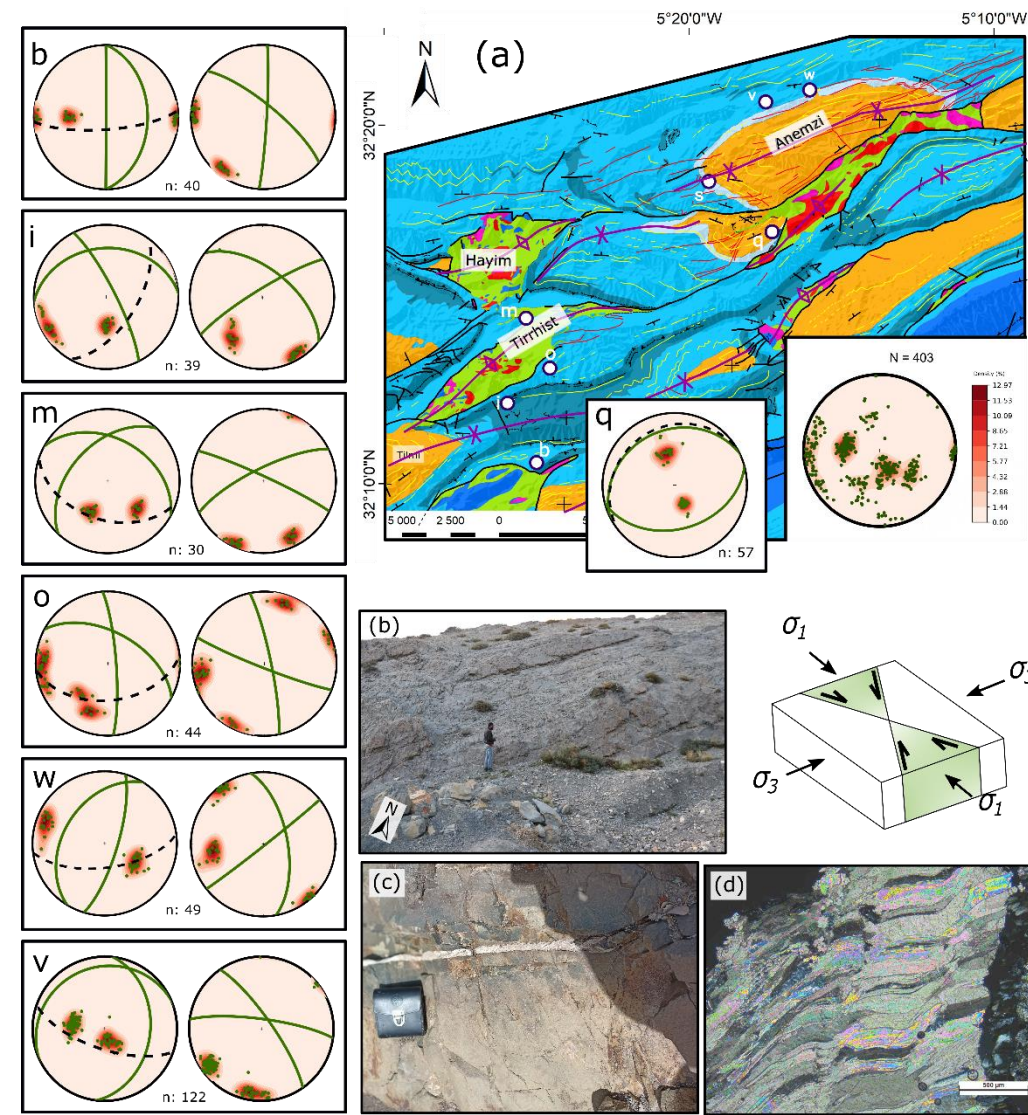 b
n: 40
i
n: 39
m
n: 30
o
n: 44
w
n: 49
v
n: 122
5°20'0"W
5°10'0"W
N
(a)
32°20'0"N
32°10'0"N
v
w
Anemzi
s
q
Hayim
m
Tirrhist
o
i
b
Tilmi
5 000
2 500
0
q
n: 57
N = 403
Density (%)
12.97
11.53
10.09
8.65
7.21
5.77
4.32
2.88
1.44
0.00
(b)
N
σ1
σ3
σ3
σ1
(c)
(d)
500 µm